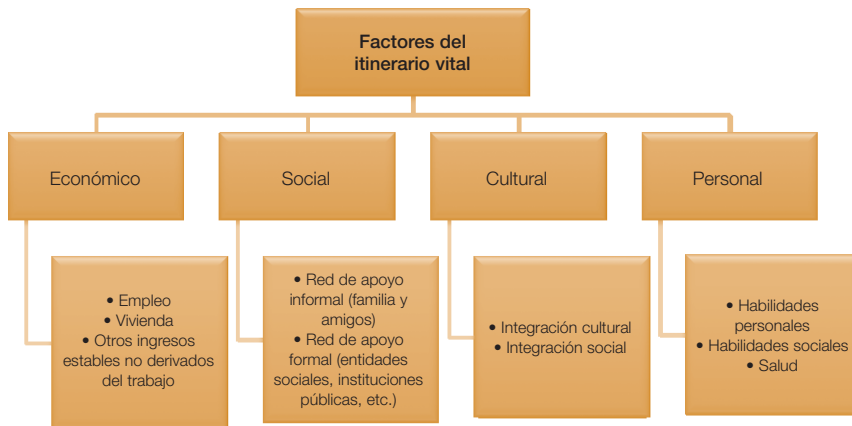 Factores del
itinerario vital
Económico
Social
Cultural
Personal
• Empleo
• Vivienda
• Otros ingresos
estables no derivados
del trabajo
• Red de apoyo
informal (familia y
amigos)
• Red de apoyo
formal (entidades
sociales, instituciones
públicas, etc.)
• Integración cultural
• Integración social
• Habilidades
personales
• Habilidades sociales
• Salud